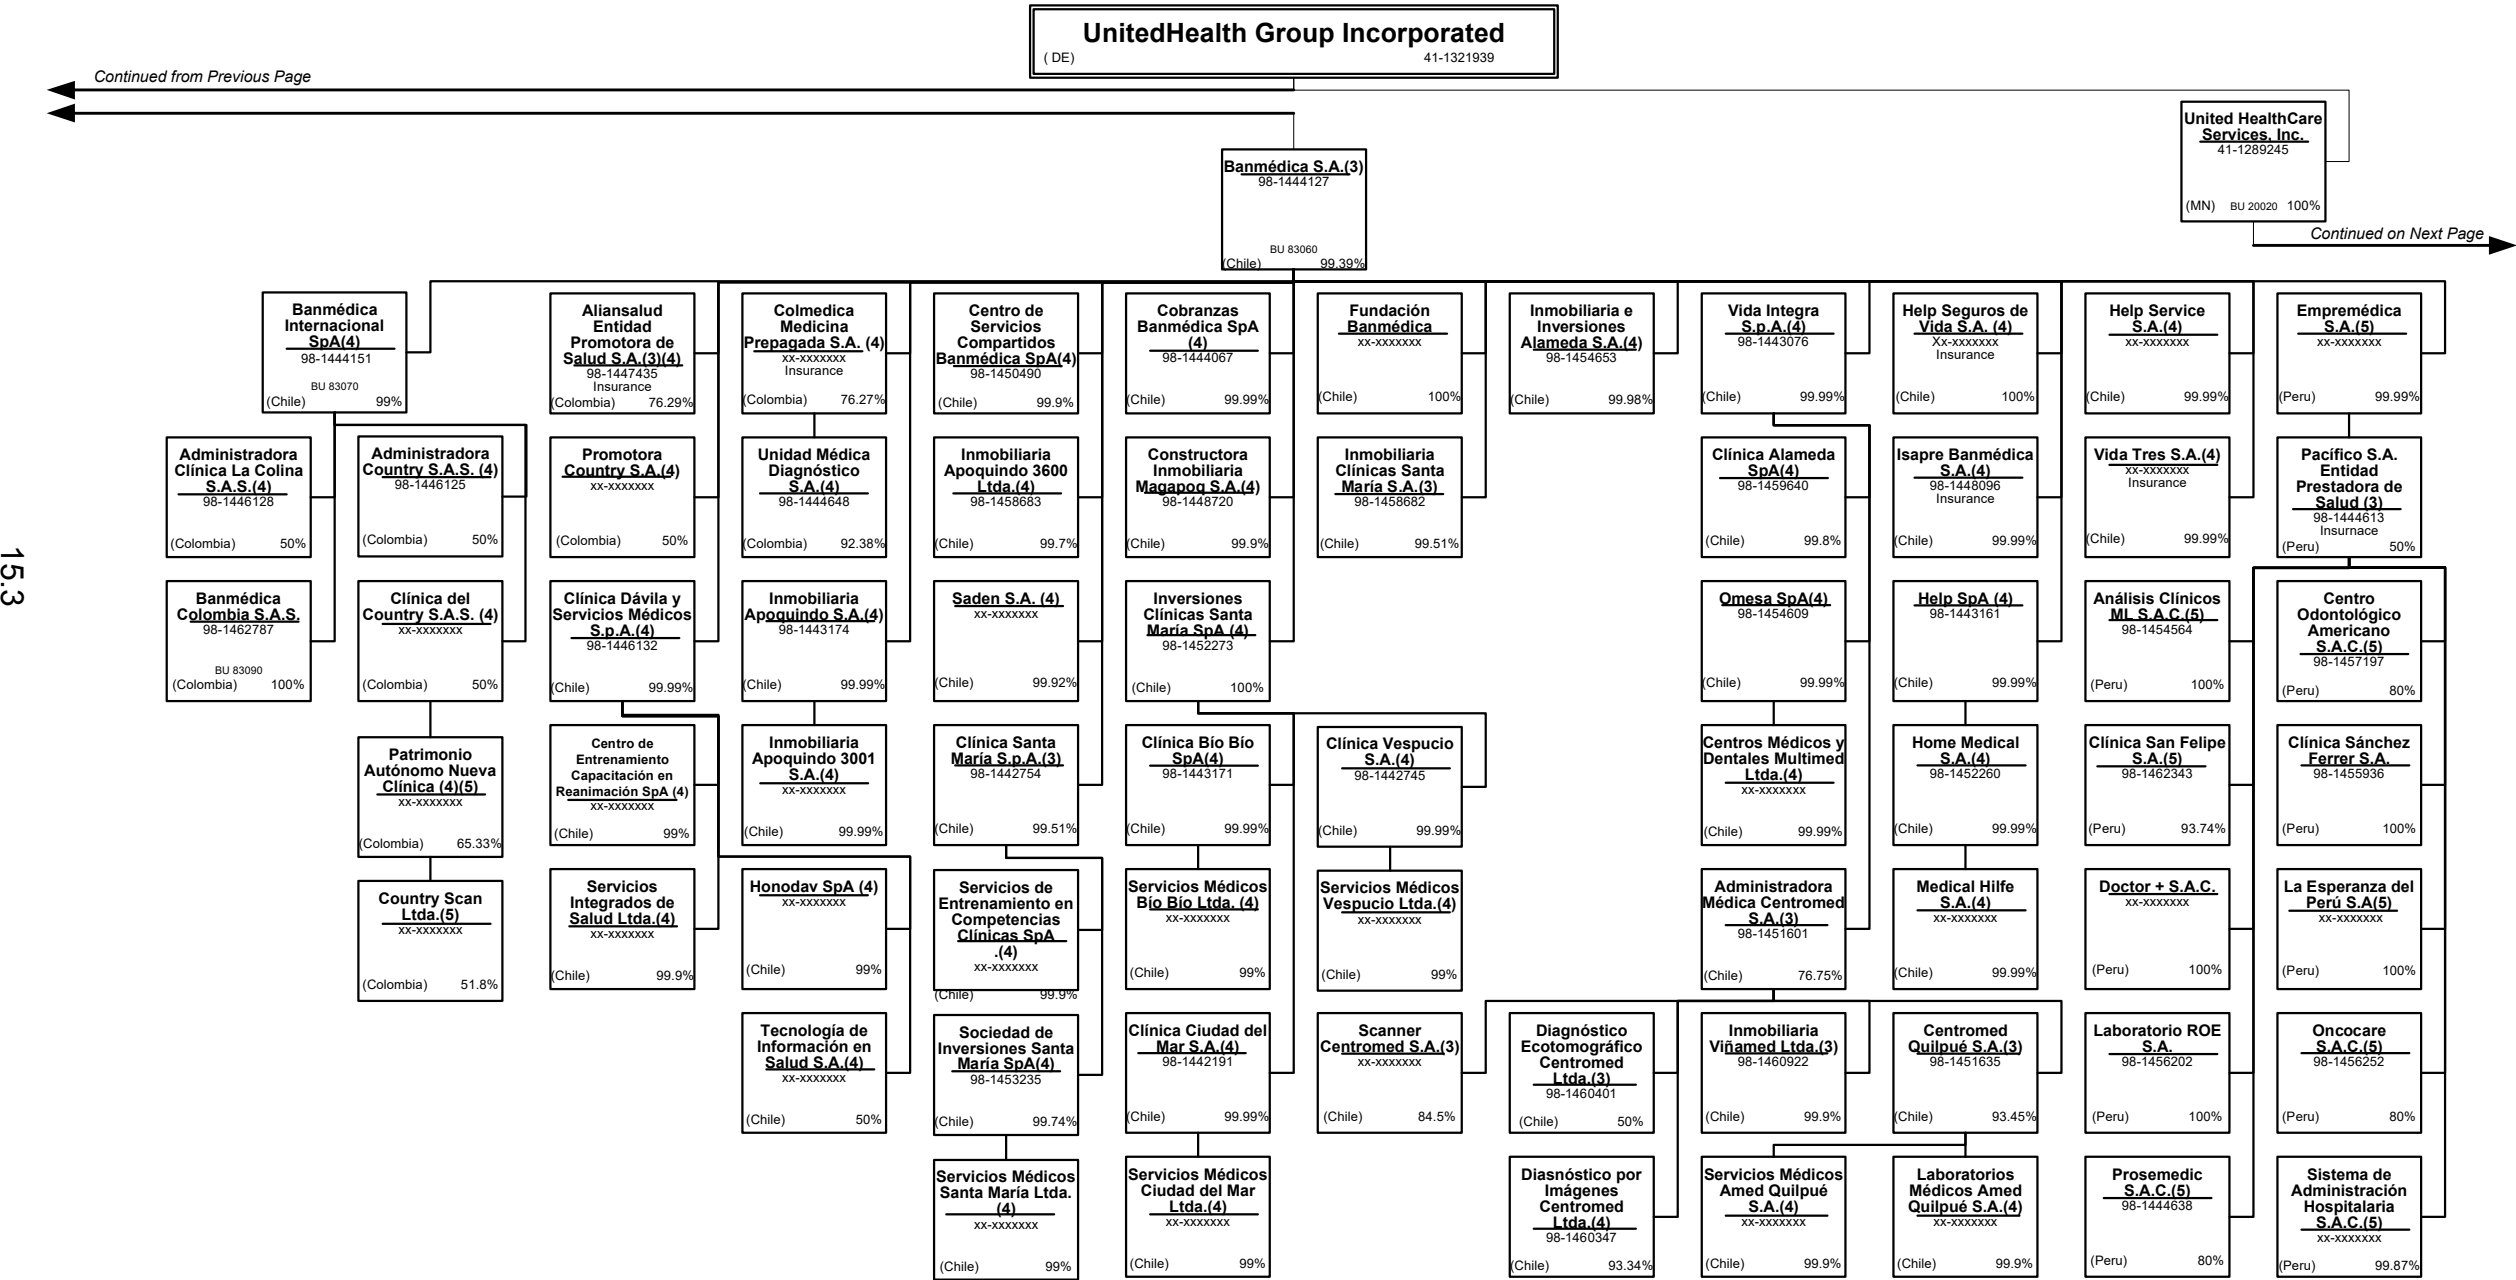 UnitedHealth Group Incorporated
( DE)
41-1321939
Continued from Previous Page
United HealthCare
Services, Inc.
41-1289245
(MN) BU 20020 100%
Continued on Next Page
Banmédica S.A.(3)
98-1444127
BU 83060
(Chile) 99.39%
Banmédica
Internacional
SpA(4)
98-1444151
BU 83070
(Chile) 99%
Aliansalud
Entidad
Promotora de
Salud S.A.(3)(4)
98-1447435
Insurance
(Colombia) 76.29%
Colmedica
Medicina
Prepagada S.A. (4)
xx-xxxxxxx
Insurance
(Colombia) 76.27%
Centro de
Servicios
Compartidos
Banmédica SpA(4)
98-1450490
(Chile) 99.9%
Cobranzas
Banmédica SpA
(4)
98-1444067
(Chile) 99.99%
Fundación
Banmédica
xx-xxxxxxx
(Chile) 100%
Inmobiliaria e
Inversiones
Alameda S.A.(4)
98-1454653
(Chile) 99.98%
Vida Integra
S.p.A.(4)
98-1443076
(Chile) 99.99%
Help Seguros de
Vida S.A. (4)
Xx-xxxxxxx
Insurance
(Chile) 100%
Help Service
S.A.(4)
xx-xxxxxxx
(Chile) 99.99%
Empremédica
S.A.(5)
xx-xxxxxxx
(Peru) 99.99%
Administradora
Clínica La Colina
S.A.S.(4)
98-1446128
(Colombia) 50%
Administradora
Country S.A.S. (4)
98-1446125
(Colombia) 50%
Promotora
Country S.A.(4)
xx-xxxxxxx
(Colombia) 50%
Unidad Médica
Diagnóstico
S.A.(4)
98-1444648
(Colombia) 92.38%
Inmobiliaria
Apoquindo 3600
Ltda.(4)
98-1458683
(Chile) 99.7%
Constructora
Inmobiliaria
Magapoq S.A.(4)
98-1448720
(Chile) 99.9%
Inmobiliaria
Clínicas Santa
María S.A.(3)
98-1458682
(Chile) 99.51%
Clínica Alameda
SpA(4)
98-1459640
(Chile) 99.8%
Isapre Banmédica
S.A.(4)
98-1448096
Insurance
(Chile) 99.99%
Vida Tres S.A.(4)
xx-xxxxxxx
Insurance
(Chile) 99.99%
Pacífico S.A.
Entidad
Prestadora de
Salud (3)
98-1444613
Insurnace
(Peru) 50%
15.3
Banmédica
Colombia S.A.S.
98-1462787
BU 83090
(Colombia) 100%
Clínica del
Country S.A.S. (4)
xx-xxxxxxx
(Colombia) 50%
Clínica Dávila y
Servicios Médicos
S.p.A.(4)
98-1446132
(Chile) 99.99%
Inmobiliaria
Apoquindo S.A.(4)
98-1443174
(Chile) 99.99%
Saden S.A. (4)
xx-xxxxxxx
(Chile) 99.92%
Inversiones
Clínicas Santa
María SpA (4)
98-1452273
(Chile) 100%
Omesa SpA(4)
98-1454609
(Chile) 99.99%
Help SpA (4)
98-1443161
(Chile) 99.99%
Análisis Clínicos
ML S.A.C.(5)
98-1454564
(Peru) 100%
Centro
Odontológico
Americano
S.A.C.(5)
98-1457197
(Peru) 80%
Patrimonio
Autónomo Nueva
Clínica (4)(5)
xx-xxxxxxx
(Colombia) 65.33%
Centro de
Entrenamiento
Capacitación en
Reanimación SpA (4)
xx-xxxxxxx
(Chile) 99%
Inmobiliaria
Apoquindo 3001
S.A.(4)
xx-xxxxxxx
(Chile) 99.99%
Clínica Santa
María S.p.A.(3)
98-1442754
(Chile) 99.51%
Clínica Bío Bío
SpA(4)
98-1443171
(Chile) 99.99%
Clínica Vespucio
S.A.(4)
98-1442745
(Chile) 99.99%
Centros Médicos y
Dentales Multimed
Ltda.(4)
xx-xxxxxxx
(Chile) 99.99%
Home Medical
S.A.(4)
98-1452260
(Chile) 99.99%
Clínica San Felipe
S.A.(5)
98-1462343
(Peru) 93.74%
Clínica Sánchez
Ferrer S.A.
98-1455936
(Peru) 100%
Country Scan
Ltda.(5)
xx-xxxxxxx
(Colombia) 51.8%
Servicios
Integrados de
Salud Ltda.(4)
xx-xxxxxxx
(Chile) 99.9%
Honodav SpA (4)
xx-xxxxxxx
(Chile) 99%
Servicios de
Entrenamiento en
Competencias
Clínicas SpA
.(4)
xx-xxxxxxx
(Chile) 99.9%
Servicios Médicos
Bío Bío Ltda. (4)
xx-xxxxxxx
(Chile) 99%
Servicios Médicos
Vespucio Ltda.(4)
xx-xxxxxxx
(Chile) 99%
Administradora
Médica Centromed
S.A.(3)
98-1451601
(Chile) 76.75%
Medical Hilfe
S.A.(4)
xx-xxxxxxx
(Chile) 99.99%
Doctor + S.A.C.
xx-xxxxxxx
(Peru) 100%
La Esperanza del
Perú S.A(5)
xx-xxxxxxx
(Peru) 100%
Tecnología de
Información en
Salud S.A.(4)
xx-xxxxxxx
(Chile) 50%
Sociedad de
Inversiones Santa
María SpA(4)
98-1453235
(Chile) 99.74%
Clínica Ciudad del
Mar S.A.(4)
98-1442191
(Chile) 99.99%
Scanner
Centromed S.A.(3)
xx-xxxxxxx
(Chile) 84.5%
Diagnóstico
Ecotomográfico
Centromed
Ltda.(3)
98-1460401
(Chile) 50%
Inmobiliaria
Viñamed Ltda.(3)
98-1460922
(Chile) 99.9%
Centromed
Quilpué S.A.(3)
98-1451635
(Chile) 93.45%
Laboratorio ROE
S.A.
98-1456202
(Peru) 100%
Oncocare
S.A.C.(5)
98-1456252
(Peru) 80%
Servicios Médicos
Santa María Ltda.
(4)
xx-xxxxxxx
(Chile) 99%
Servicios Médicos
Ciudad del Mar
Ltda.(4)
xx-xxxxxxx
(Chile) 99%
Diasnóstico por
Imágenes
Centromed
Ltda.(4)
98-1460347
(Chile) 93.34%
Servicios Médicos
Amed Quilpué
S.A.(4)
xx-xxxxxxx
(Chile) 99.9%
Laboratorios
Médicos Amed
Quilpué S.A.(4)
xx-xxxxxxx
(Chile) 99.9%
Prosemedic
S.A.C.(5)
98-1444638
(Peru) 80%
Sistema de
Administración
Hospitalaria
S.A.C.(5)
xx-xxxxxxx
(Peru) 99.87%